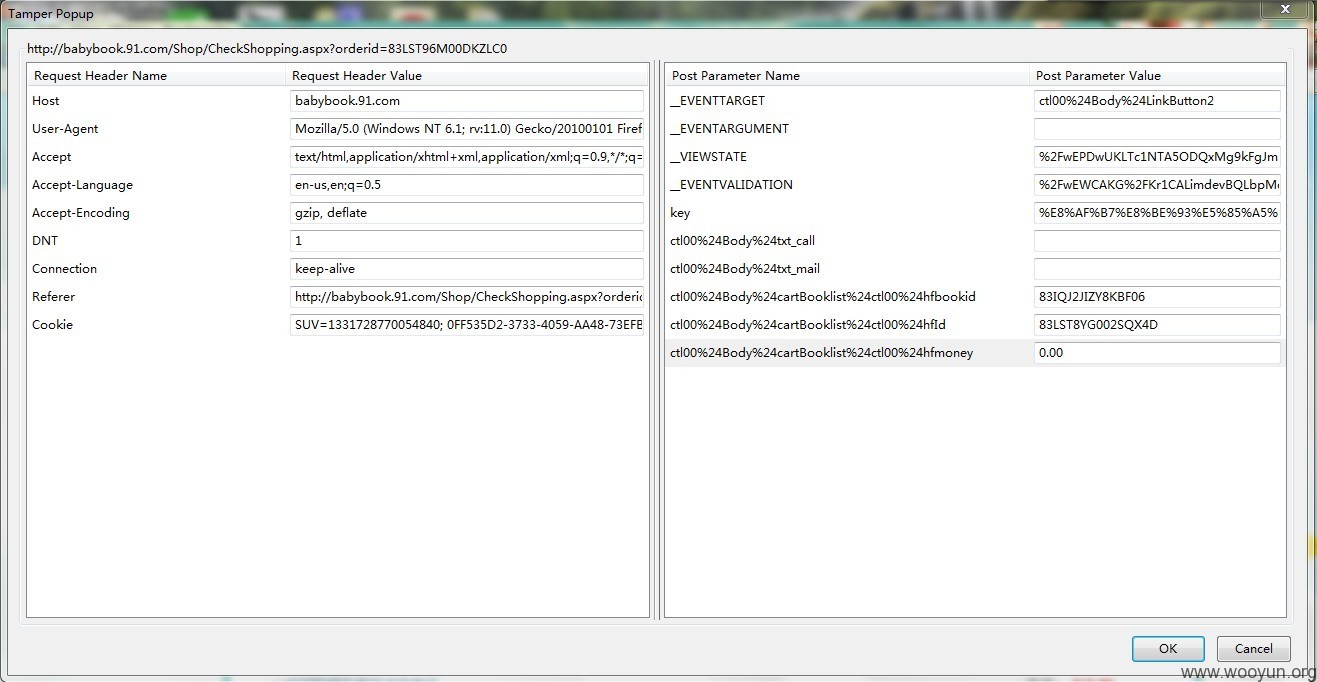 Tamper Popup
http://babybook.91.com/Shop/CheckShopping.aspx?orderid=83LST96M00DKZLC0
Request Header Name Request Header Value Post Parameter Name Post Parameter Value
Host babybook.91.com __EVENTTARGET ctl00%24Body%24LinkButton2
User-Agent Mozilla/5.0 (Windows NT 6.1; rv:11.0) Gecko/20100101 Firef __EVENTARGUMENT
Accept text/html,application/xhtml+xml,application/xml;q=0.9,*/*;q= __VIEWSTATE %2FwEPDwUKLTc1NTA5ODQxMg9kFgJm
Accept-Language en-us,en;q=0.5 __EVENTVALIDATION %2FwEWCAKG%2FKr1CALimdevBQLbpM
Accept-Encoding gzip, deflate key %E8%AF%B7%E8%BE%93%E5%85%A5%
DNT 1 ctl00%24Body%24txt_call
Connection keep-alive ctl00%24Body%24txt_mail
Referer http://babybook.91.com/Shop/CheckShopping.aspx?orderi ctl00%24Body%24cartBooklist%24ctl00%24hfbookid 83IQJ2JIZY8KBF06
Cookie SUV=1331728770054840; 0FF535D2-3733-4059-AA48-73EFB ctl00%24Body%24cartBooklist%24ctl00%24hfId 83LST8YG002SQX4D
ctl00%24Body%24cartBooklist%24ctl00%24hfmoney 0.00
OK Cancel
www.wooyun.org